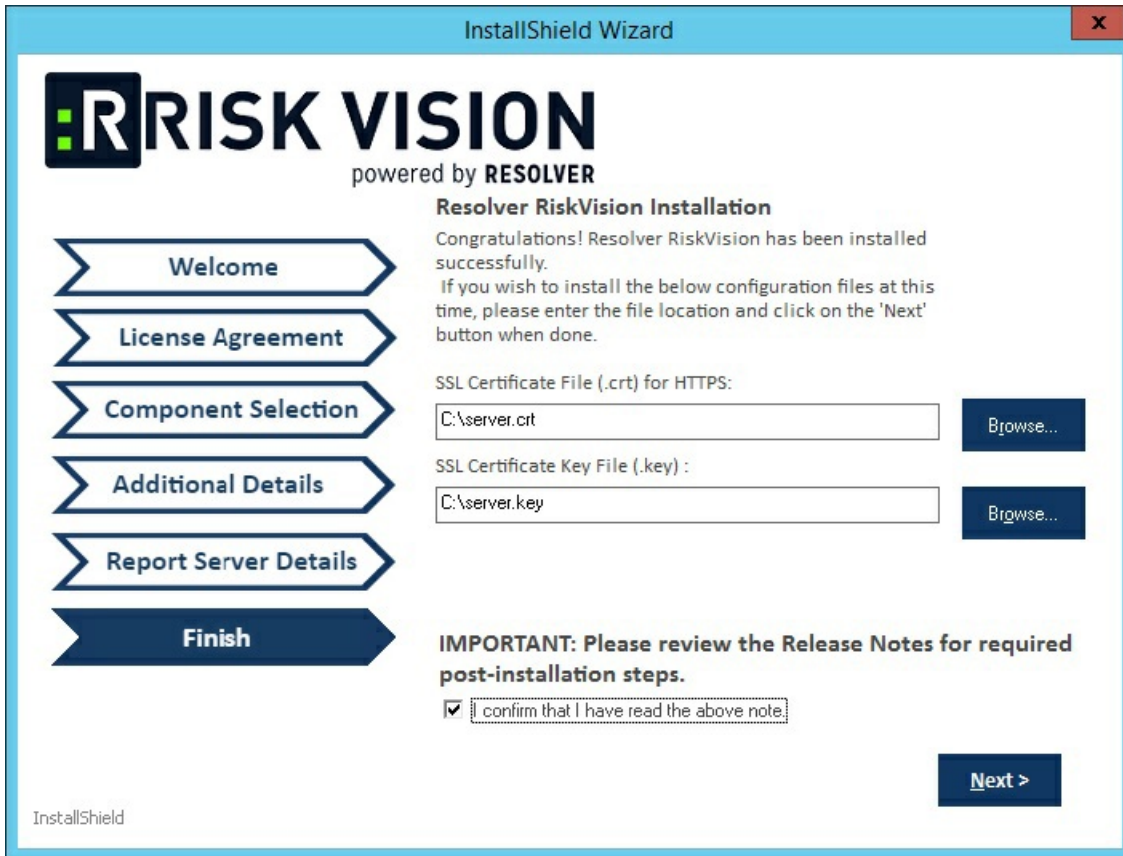 InstallShield Wizard
x
:R RISK VISION
powered by RESOLVER
Welcome
License Agreement
Component Selection
Additional Details
Report Server Details
Finish
Resolver RiskVision Installation
Congratulations! Resolver RiskVision has been installed
successfully.
If you wish to install the below configuration files at this
time, please enter the file location and click on the 'Next'
button when done.
SSL Certificate File (.crt) for HTTPS:
C:\server.crt
Browse...
SSL Certificate Key File (.key) :
C:\server.key
Browse...
IMPORTANT: Please review the Release Notes for required
post-installation steps.
I confirm that I have read the above note.
Next >
InstallShield